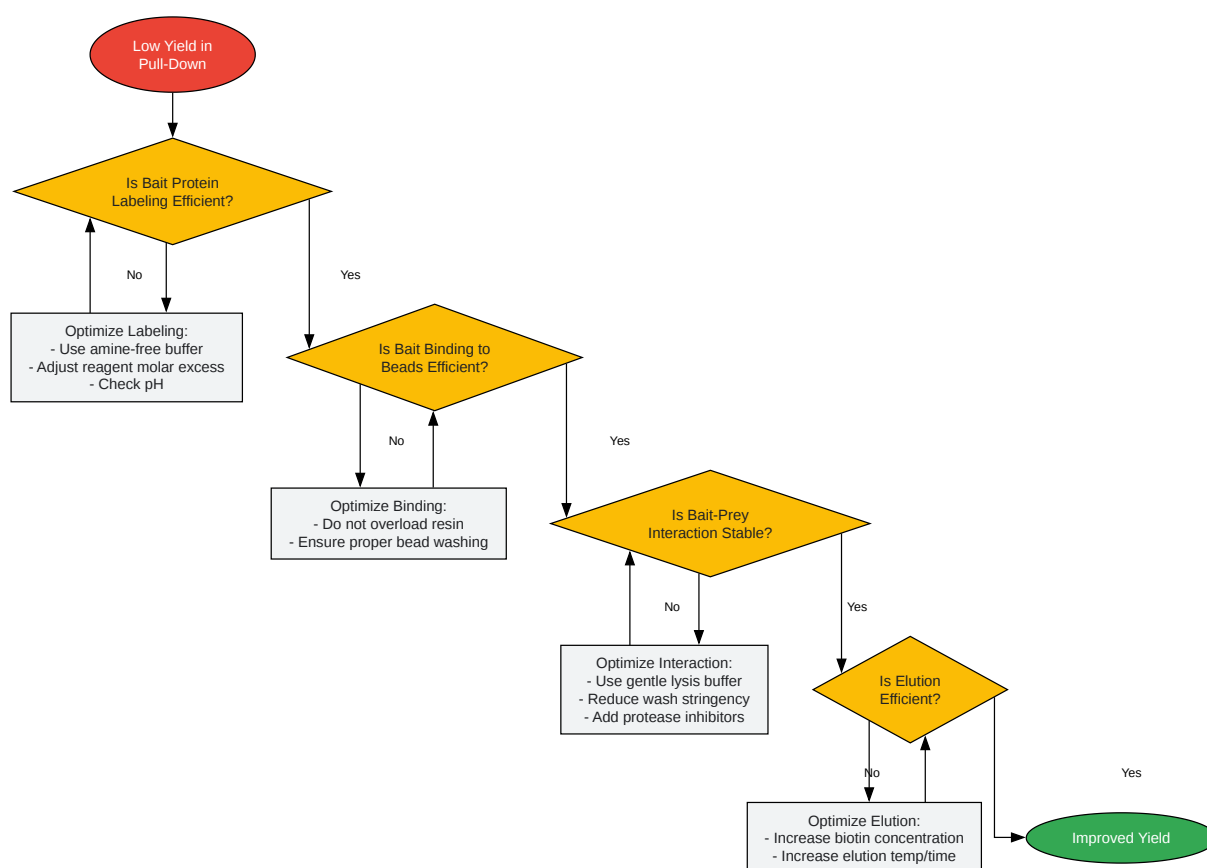 Low Yield in
Pull-Down
Is Bait Protein
Labeling Efficient?
No
Yes
Optimize Labeling:
- Use amine-free buffer
- Adjust reagent molar excess
- Check pH
Is Bait Binding to
Beads Efficient?
No
Yes
Optimize Binding:
- Do not overload resin
- Ensure proper bead washing
Is Bait-Prey
Interaction Stable?
No
Yes
Optimize Interaction:
- Use gentle lysis buffer
- Reduce wash stringency
- Add protease inhibitors
Is Elution
Efficient?
No
Yes
Optimize Elution:
- Increase biotin concentration
- Increase elution temp/time
Improved Yield